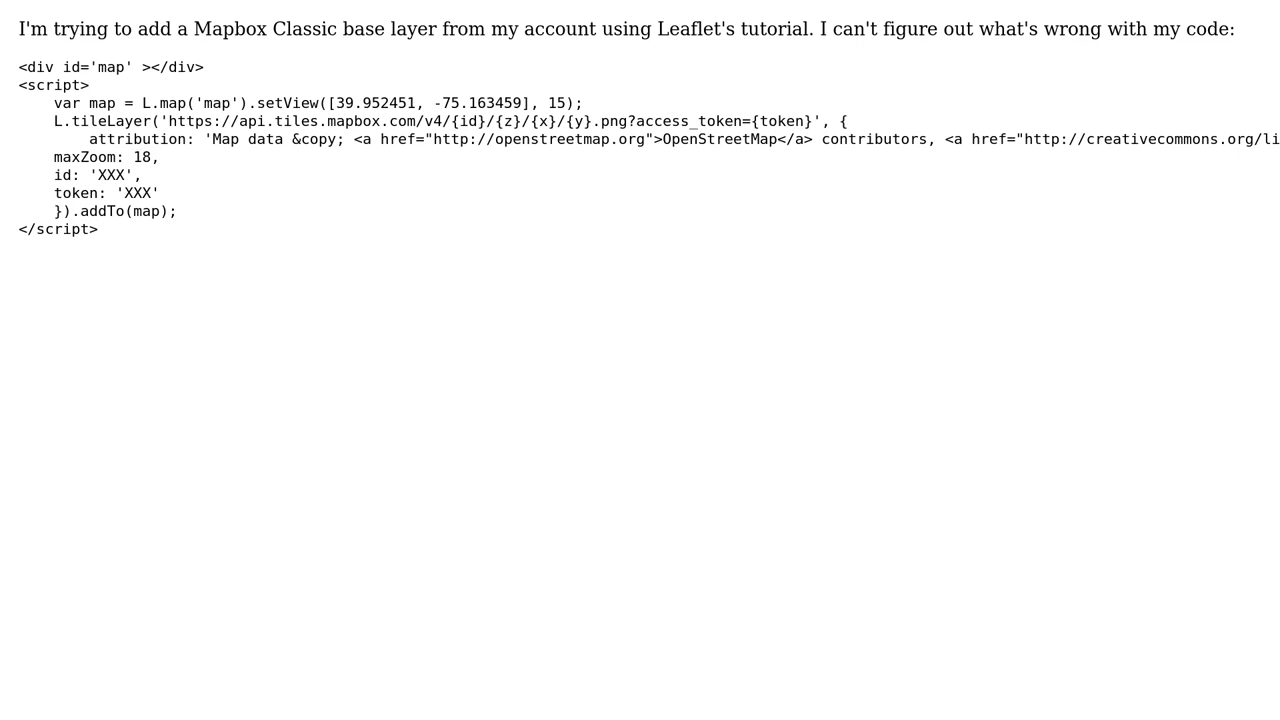 I'm trying to add a Mapbox Classic base layer from my account using Leaflet's tutorial. I can't figure out what's wrong with my code:
<div id='map' ></div>
<script>
    var map = L.map('map').setView([39.952451, -75.163459], 15);
    L.tileLayer('https://api.tiles.mapbox.com/v4/{id}/{z}/{x}/{y}.png?access_token={token}', {
        attribution: 'Map data &copy; <a href="http://openstreetmap.org">OpenStreetMap</a> contributors, <a href="http://creativecommons.org/li
    maxZoom: 18,
    id: 'XXX',
    token: 'XXX'
    }).addTo(map);
</script>